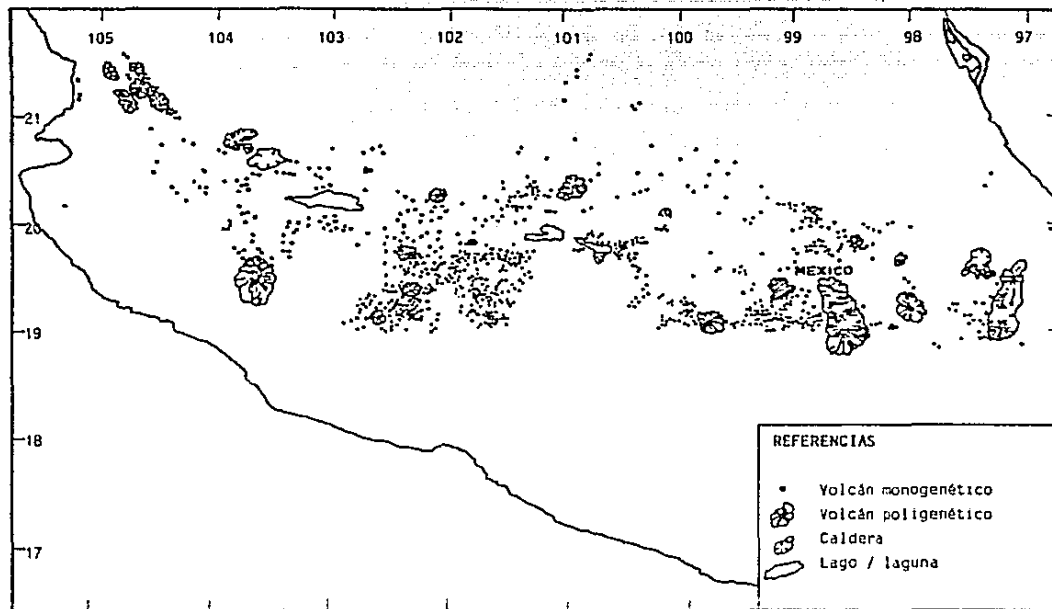 105 104 103 102 101 100 99 98 97
21
20
MEXICO
19
18
17
REFERENCIAS
Volcán monogenético
Volcán poligenético
Caldera
Lago / laguna